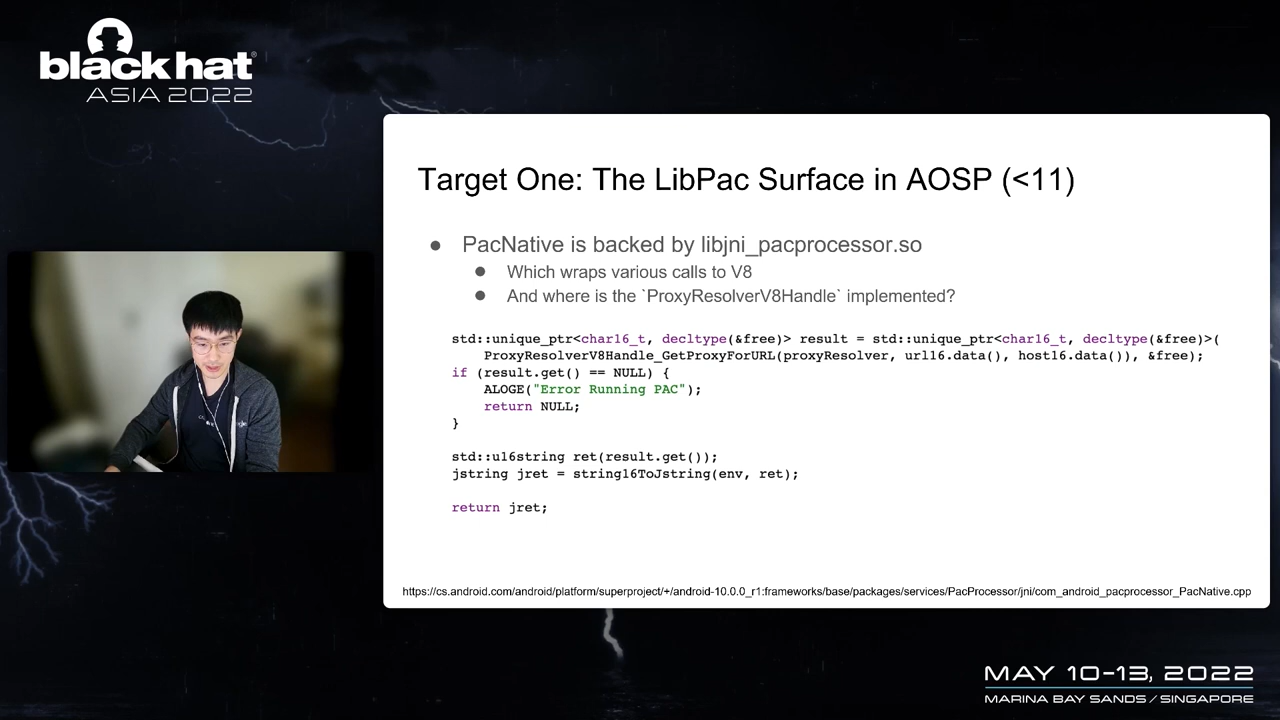 black hat®
ASIA 2022
Target One: The LibPac Surface in AOSP (<11)
● PacNative is backed by libjni_pacprocessor.so
● Which wraps various calls to V8
● And where is the `ProxyResolverV8Handle` implemented?
std::unique_ptr<char16_t, decltype(&free)> result = std::unique_ptr<char16_t, decltype(&free)>(
ProxyResolverV8Handle_GetProxyForURL(proxyResolver, url16.data(), host16.data()), &free);
if (result.get() == NULL) {
ALOGE("Error Running PAC");
return NULL;
}
std::u16string ret(result.get());
jstring jret = string16ToJstring(env, ret);
return jret;
https://cs.android.com/android/platform/superproject/+/android-10.0.0_r1:frameworks/base/packages/services/PacProcessor/jni/com_android_pacprocessor_PacNative.cpp
MAY 10-13, 2022
MARINA BAY SANDS / SINGAPORE